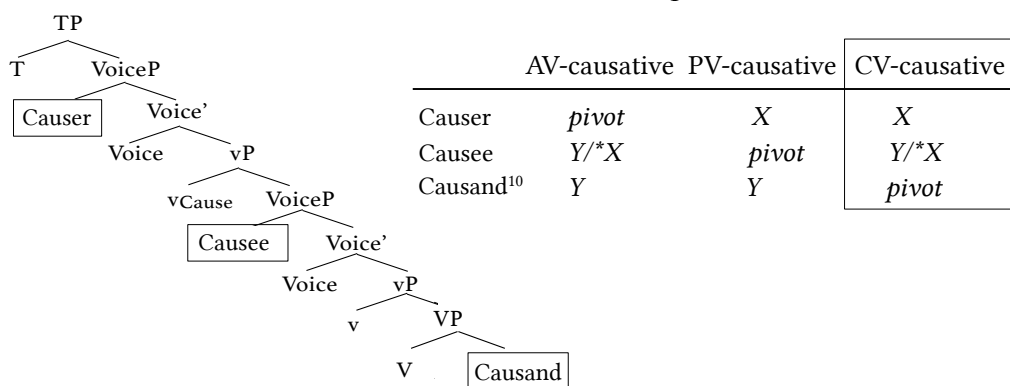 TP
T VoiceP
Causer Voice’
Voice vP
vCause VoiceP
Causee Voice’
Voice vP
v VP
V Causand
AV-causative PV-causative CV-causative
Causer pivot X X
Causee Y/*X pivot Y/*X
Causand10 Y Y pivot